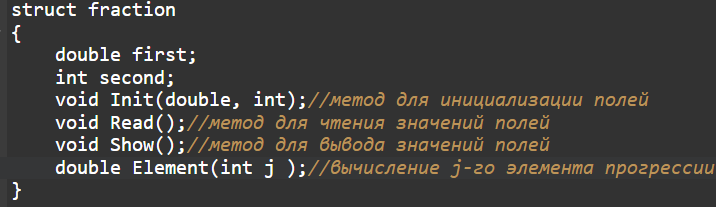 struct fraction
{
    double first;
    int second;
    void Init(double, int);//метод для инициализации полей
    void Read();//метод для чтения значений полей
    void Show();//метод для вывода значений полей
    double Element(int j );//вычисление j-го элемента прогрессии
}